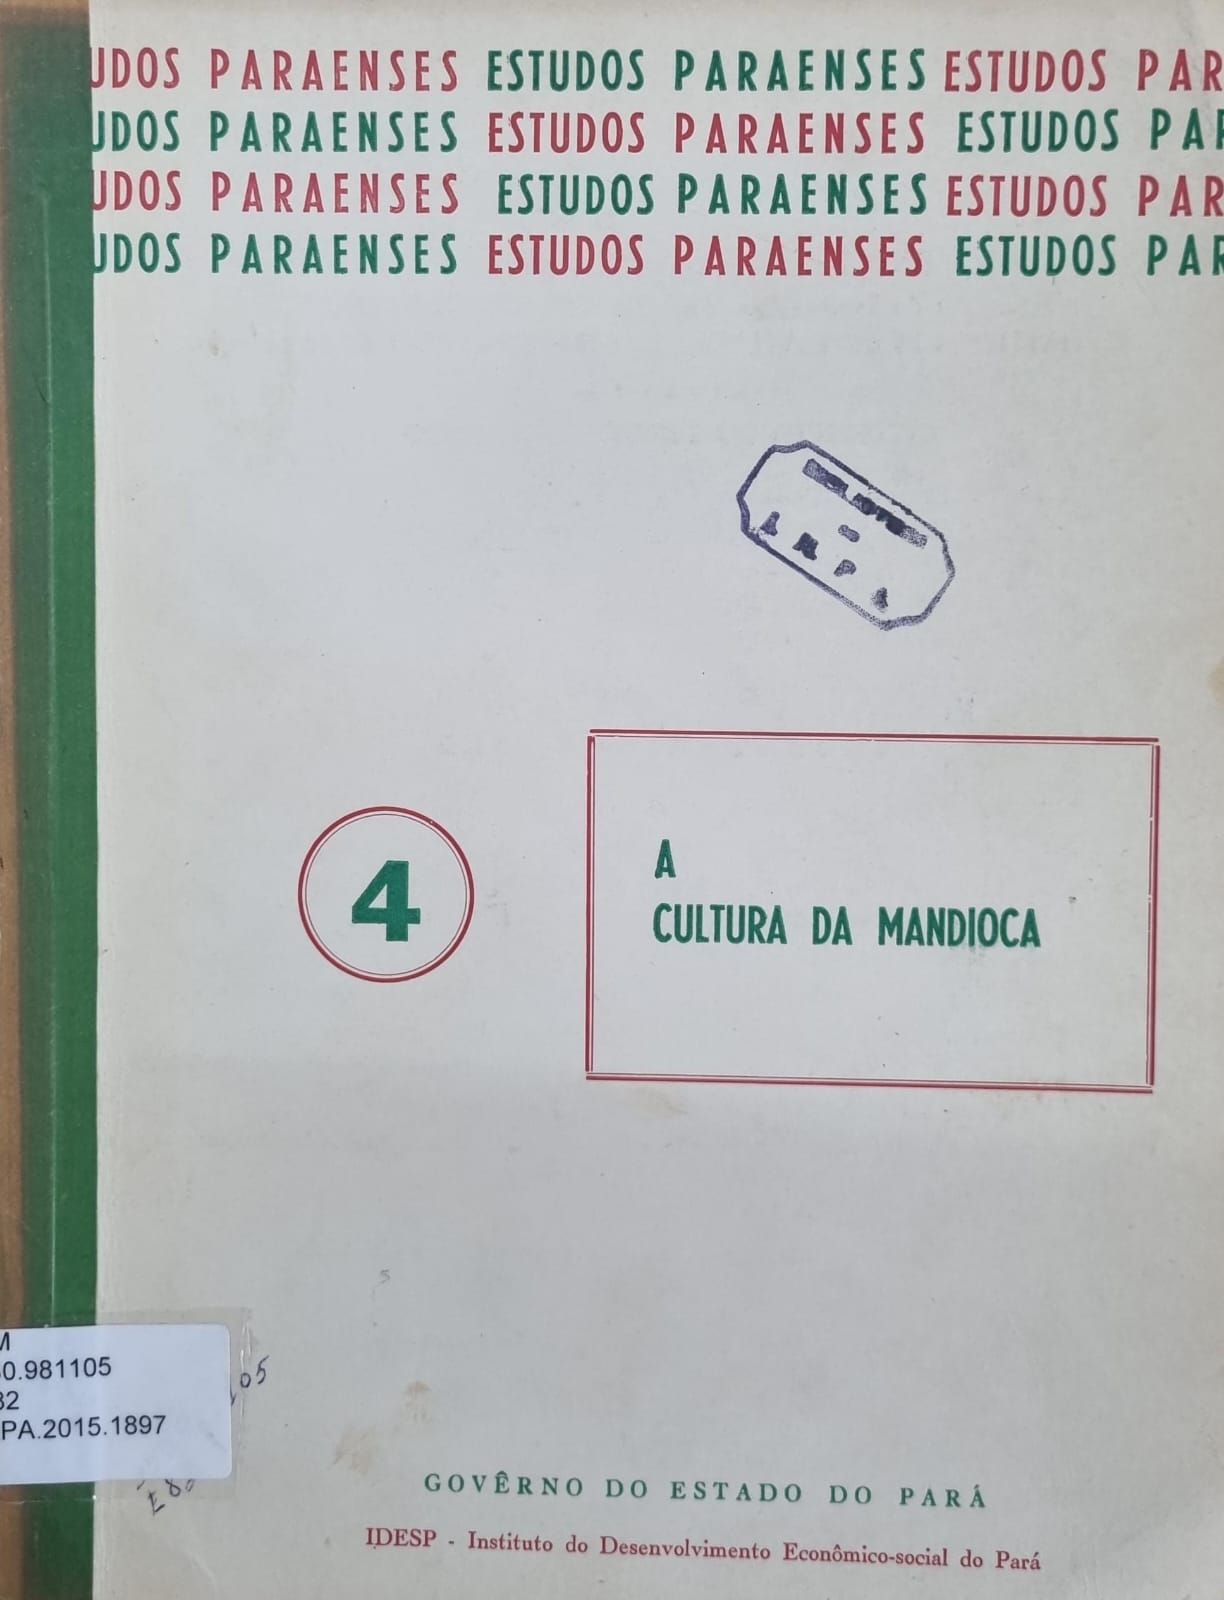 UDOS PARAENSES ESTUDOS PARAENSES ESTUDOS PAR
UDOS PARAENSES ESTUDOS PARAENSES ESTUDOS PAR
UDOS PARAENSES ESTUDOS PARAENSES ESTUDOS PAR
UDOS PARAENSES ESTUDOS PARAENSES ESTUDOS PAR
4
A
CULTURA DA MANDIOCA
M
0.981105
82
PA.2015.1897
05
GOVÊRNO DO ESTADO DO PARÁ
IDESP - Instituto do Desenvolvimento Econômico-social do Pará